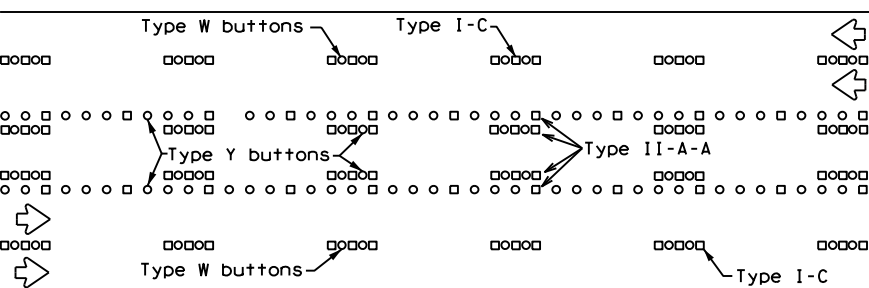 Type W buttons
Type I-C
Type Y buttons
Type II-A-A
Type W buttons
Type I-C